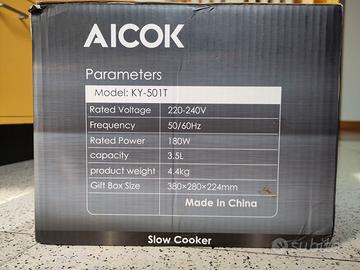 AICOK
Parameters
Model: KY-501T
Rated Voltage 220-240V
Frequency 50/60Hz
Rated Power 180W
capacity 3.5L
product weight 4.4kg
Gift Box Size 380×280×224mm
Made in China
Slow Cooker
subito